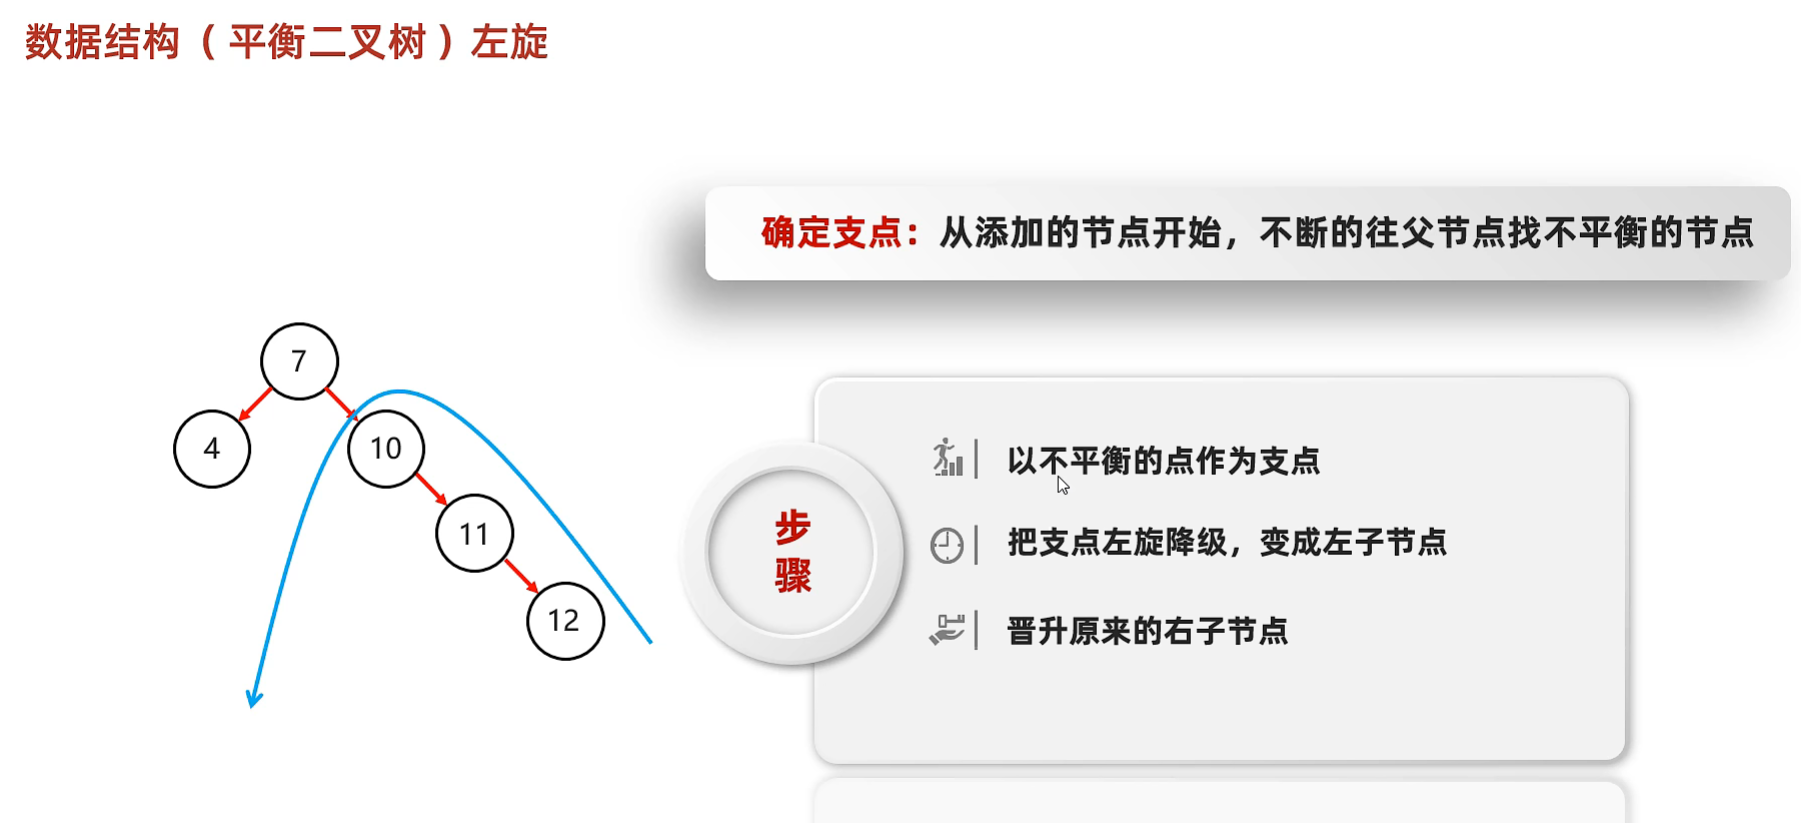 数据结构（平衡二叉树）左旋
确定支点：从添加的节点开始，不断的往父节点找不平衡的节点
7
4
10
11
12
步骤
以不平衡的点作为支点
把支点左旋降级，变成左子节点
晋升原来的右子节点